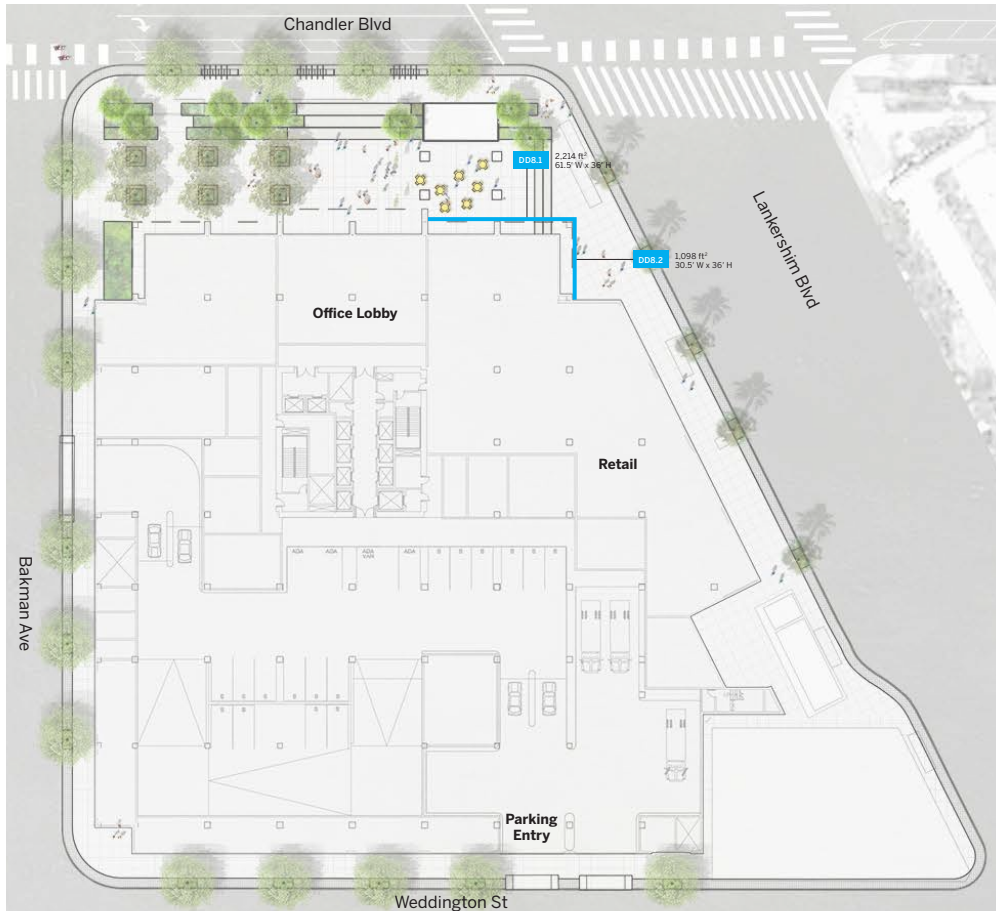 Chandler Blvd
DD8.1
2,214 ft²
61.5' W x 36' H
Lankershim Blvd
DD8.2
1,098 ft²
30.5' W x 36' H
Office Lobby
Retail
Bakman Ave
ADA
ADA
ADA
VAN
ADA
Parking
Entry
Weddington St